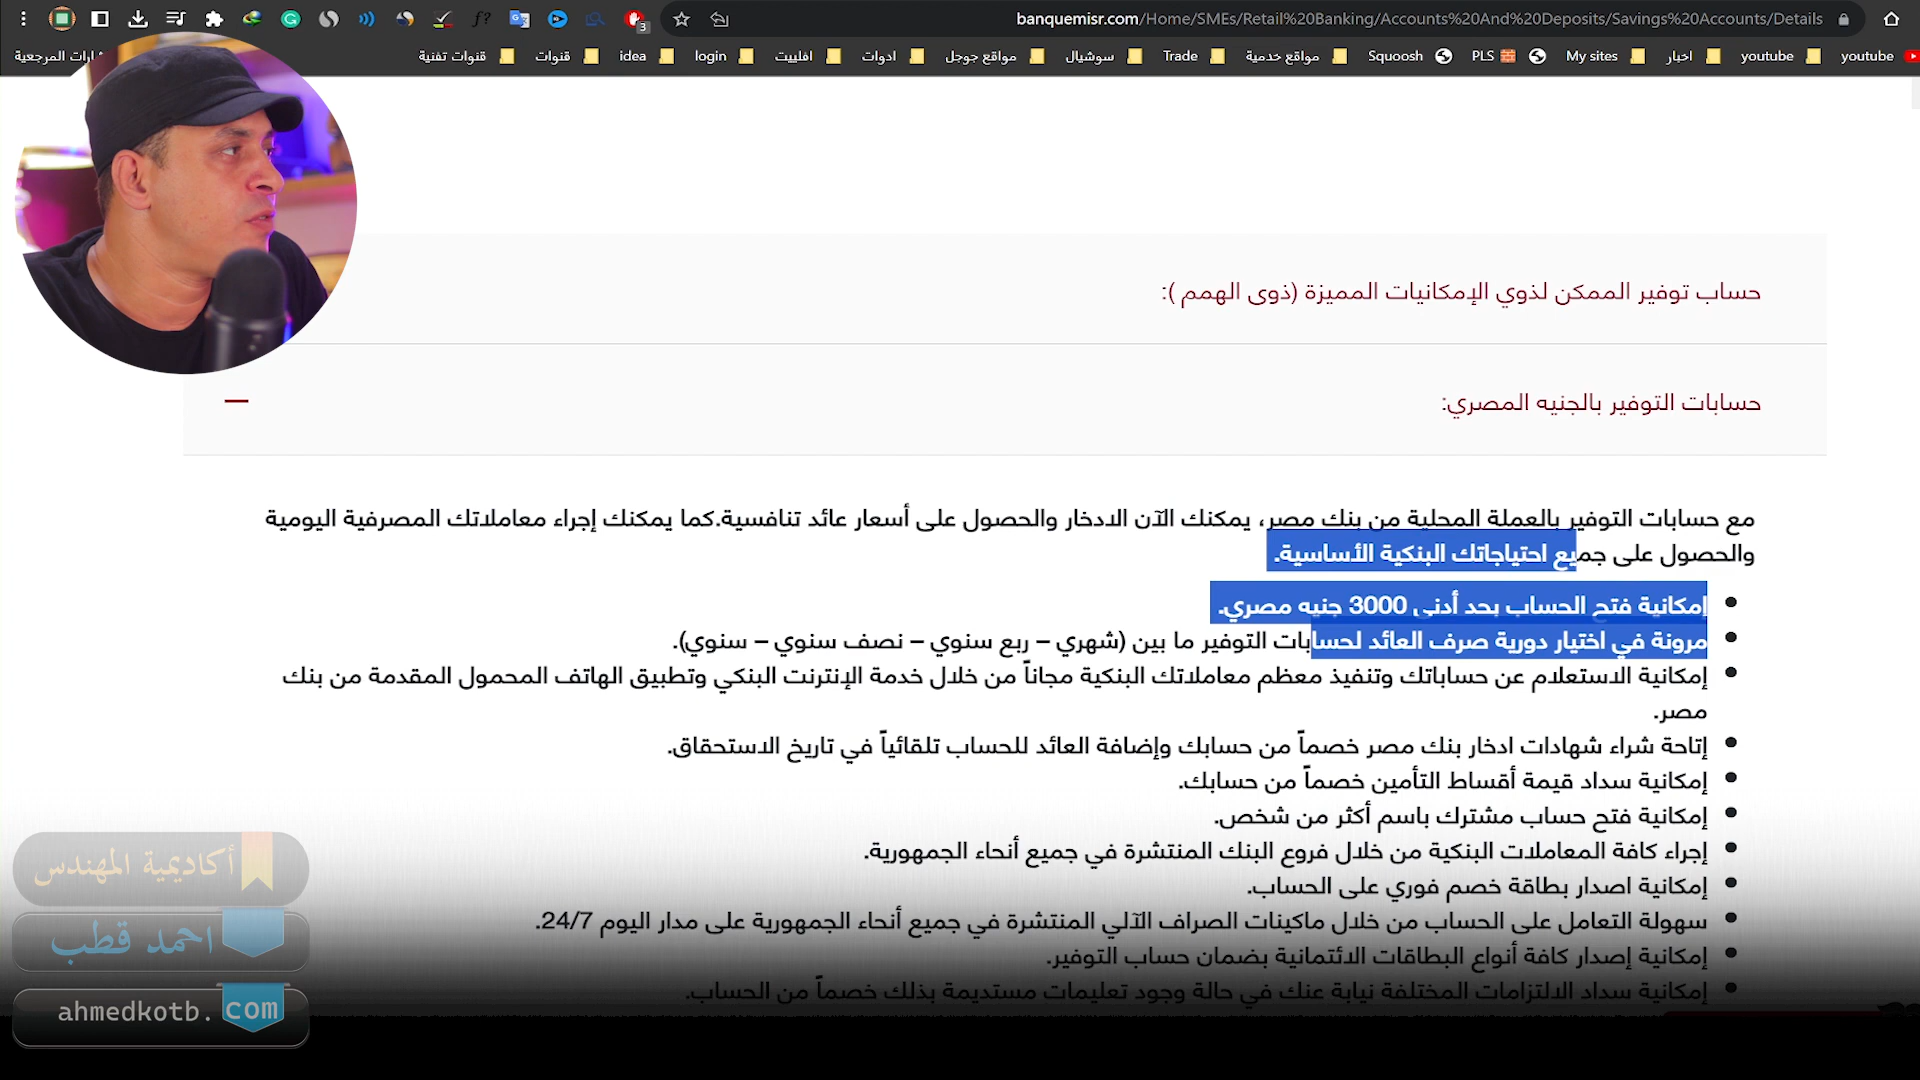 banquemisr.com/Home/SMEs/Retail%20Banking/Accounts%20And%20Deposits/Savings%20Accounts/Details
youtube
youtube
اخبار
My sites
PLS
Squoosh
مواقع خدمية
Trade
سوشيال
مواقع جوجل
ادوات
افلييت
login
idea
قنوات
قنوات تفنية
المرجعية
3
حساب توفير الممكن لذوي الإمكانيات المميزة (ذوى الهمم ):
حسابات التوفير بالجنيه المصري:
مع حسابات التوفير بالعملة المحلية من بنك مصر، يمكنك الآن الادخار والحصول على أسعار عائد تنافسية.كما يمكنك إجراء معاملاتك المصرفية اليومية
والحصول على جميع احتياجاتك البنكية الأساسية.
إمكانية فتح الحساب بحد أدنى 3000 جنيه مصري.
مرونة في اختيار دورية صرف العائد لحسابات التوفير ما بين (شهري – ربع سنوي – نصف سنوي – سنوي).
إمكانية الاستعلام عن حساباتك وتنفيذ معظم معاملاتك البنكية مجاناً من خلال خدمة الإنترنت البنكي وتطبيق الهاتف المحمول المقدمة من بنك
مصر.
إتاحة شراء شهادات ادخار بنك مصر خصماً من حسابك وإضافة العائد للحساب تلقائياً في تاريخ الاستحقاق.
إمكانية سداد قيمة أقساط التأمين خصماً من حسابك.
إمكانية فتح حساب مشترك باسم أكثر من شخص.
إجراء كافة المعاملات البنكية من خلال فروع البنك المنتشرة في جميع أنحاء الجمهورية.
إمكانية اصدار بطاقة خصم فوري على الحساب.
سهولة التعامل على الحساب من خلال ماكينات الصراف الآلي المنتشرة في جميع أنحاء الجمهورية على مدار اليوم 24/7.
إمكانية إصدار كافة أنواع البطاقات الائتمانية بضمان حساب التوفير.
إمكانية سداد الالتزامات المختلفة نيابة عنك في حالة وجود تعليمات مستديمة بذلك خصماً من الحساب.
أكاديمية المهندس
احمد قطب
ahmedkotb.com